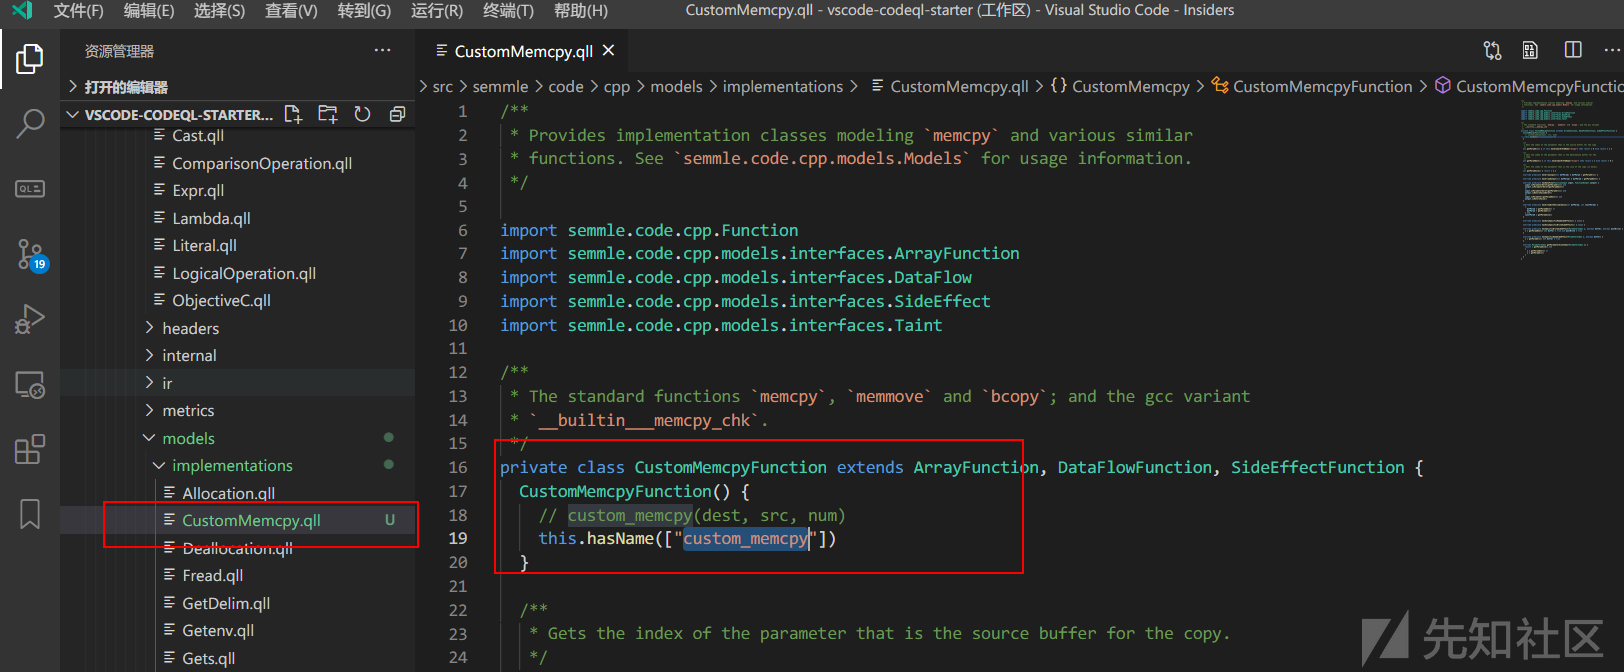 文件(F) 编辑(E) 选择(S) 查看(V) 转到(G) 运行(R) 终端(T) 帮助(H) CustomMemcpy.qll - vscode-codeql-starter (工作区) - Visual Studio Code - Insiders
资源管理器 ···
CustomMemcpy.qll ×
打开的编辑器
src > semmle > code > cpp > models > implementations > CustomMemcpy.qll > {} CustomMemcpy > CustomMemcpyFunction > CustomMemcpyFunctio
VSCODE-CODEQL-STARTER...
Cast.qll
ComparisonOperation.qll
Expr.qll
Lambda.qll
Literal.qll
LogicalOperation.qll
ObjectiveC.qll
headers
internal
ir
metrics
models
implementations
Allocation.qll
CustomMemcpy.qll U
Deallocation.qll
Fread.qll
GetDelim.qll
Getenv.qll
Gets.qll
QL
19
1 /**
2 * Provides implementation classes modeling `memcpy` and various similar
3 * functions. See `semmle.code.cpp.models.Models` for usage information.
4 */
5
6 import semmle.code.cpp.Function
7 import semmle.code.cpp.models.interfaces.ArrayFunction
8 import semmle.code.cpp.models.interfaces.DataFlow
9 import semmle.code.cpp.models.interfaces.SideEffect
10 import semmle.code.cpp.models.interfaces.Taint
11
12 /**
13 * The standard functions `memcpy`, `memmove` and `bcopy`; and the gcc variant
14 * `__builtin___memcpy_chk`.
15 */
16 private class CustomMemcpyFunction extends ArrayFunction, DataFlowFunction, SideEffectFunction {
17 CustomMemcpyFunction() {
18 // custom_memcpy(dest, src, num)
19 this.hasName(["custom_memcpy"])
20 }
21
22 /**
23 * Gets the index of the parameter that is the source buffer for the copy.
24 */
先知社区